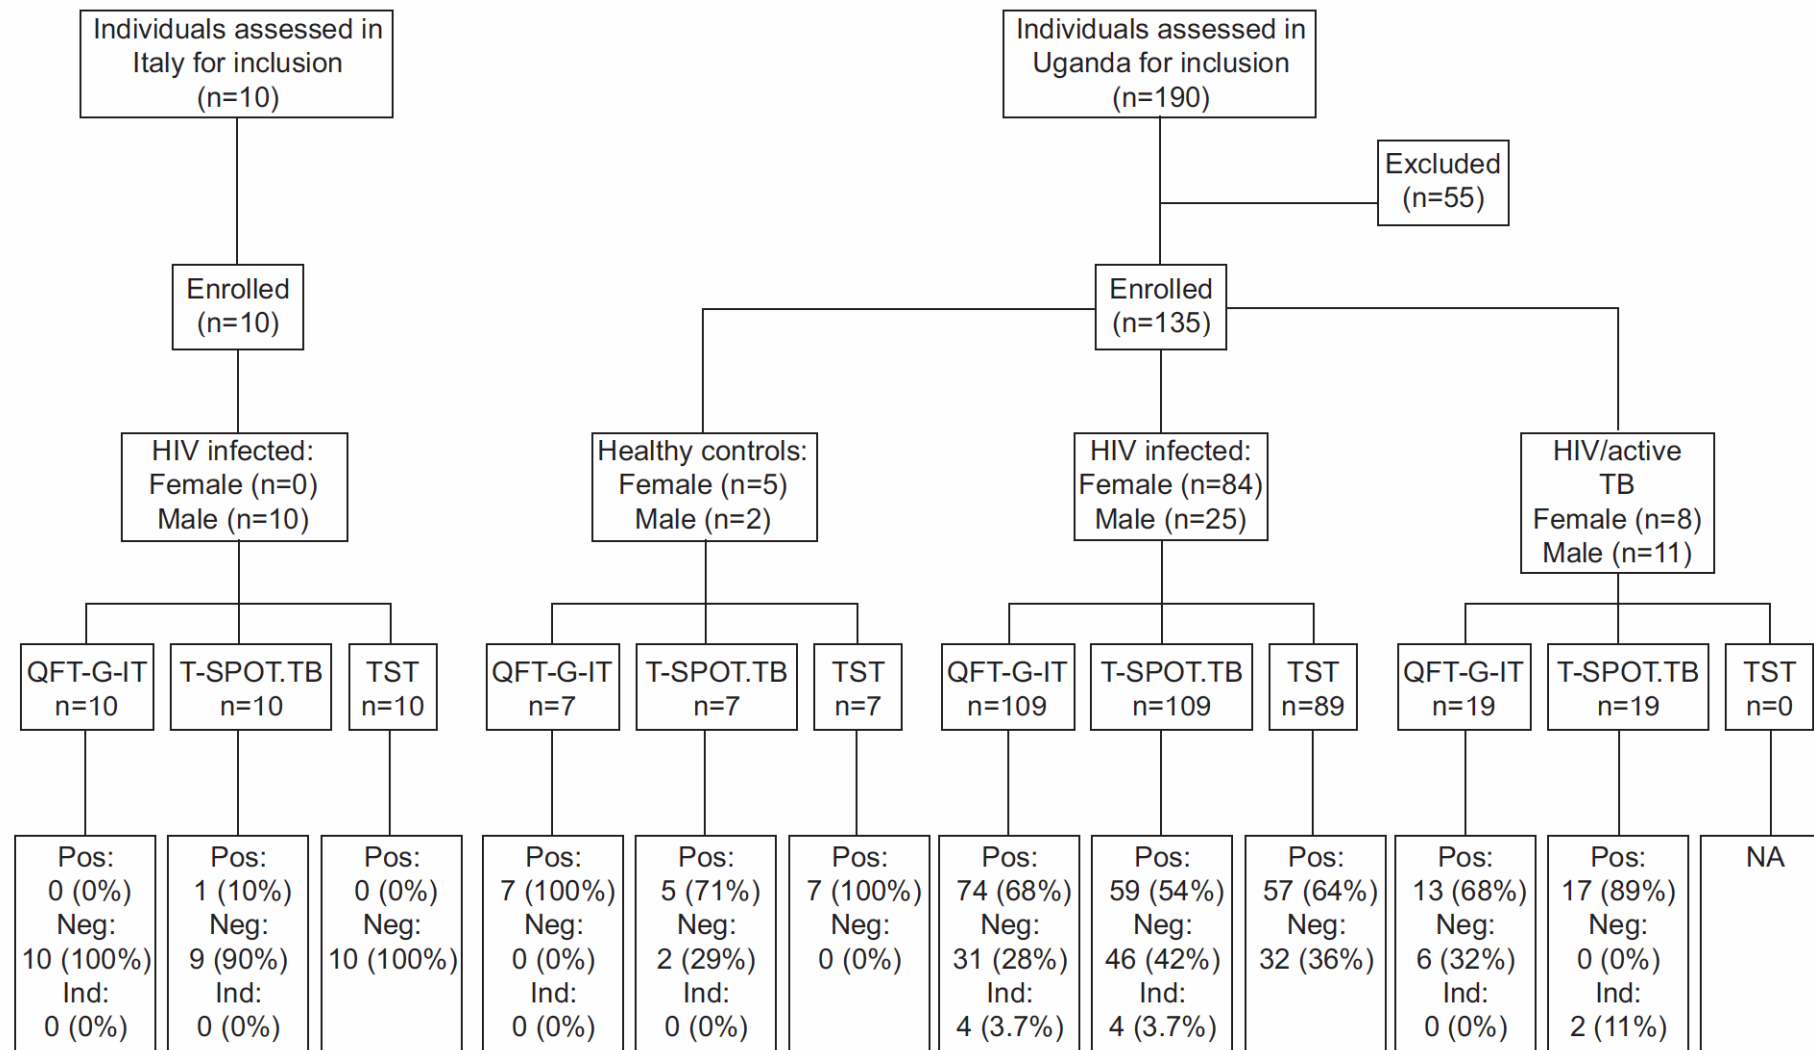 Individuals assessed in
Italy for inclusion
(n=10)
Individuals assessed in
Uganda for inclusion
(n=190)
Excluded
(n=55)
Enrolled
(n=10)
Enrolled
(n=135)
HIV infected:
Female (n=0)
Male (n=10)
Healthy controls:
Female (n=5)
Male (n=2)
HIV infected:
Female (n=84)
Male (n=25)
HIV/active
TB
Female (n=8)
Male (n=11)
QFT-G-IT
n=10
T-SPOT.TB
n=10
TST
n=10
QFT-G-IT
n=7
T-SPOT.TB
n=7
TST
n=7
QFT-G-IT
n=109
T-SPOT.TB
n=109
TST
n=89
QFT-G-IT
n=19
T-SPOT.TB
n=19
TST
n=0
Pos:
0 (0%)
Neg:
10 (100%)
Ind:
0 (0%)
Pos:
1 (10%)
Neg:
9 (90%)
Ind:
0 (0%)
Pos:
0 (0%)
Neg:
10 (100%)
Pos:
7 (100%)
Neg:
0 (0%)
Ind:
0 (0%)
Pos:
5 (71%)
Neg:
2 (29%)
Ind:
0 (0%)
Pos:
7 (100%)
Neg:
0 (0%)
Pos:
74 (68%)
Neg:
31 (28%)
Ind:
4 (3.7%)
Pos:
59 (54%)
Neg:
46 (42%)
Ind:
4 (3.7%)
Pos:
57 (64%)
Neg:
32 (36%)
Pos:
13 (68%)
Neg:
6 (32%)
Ind:
0 (0%)
Pos:
17 (89%)
Neg:
0 (0%)
Ind:
2 (11%)
NA